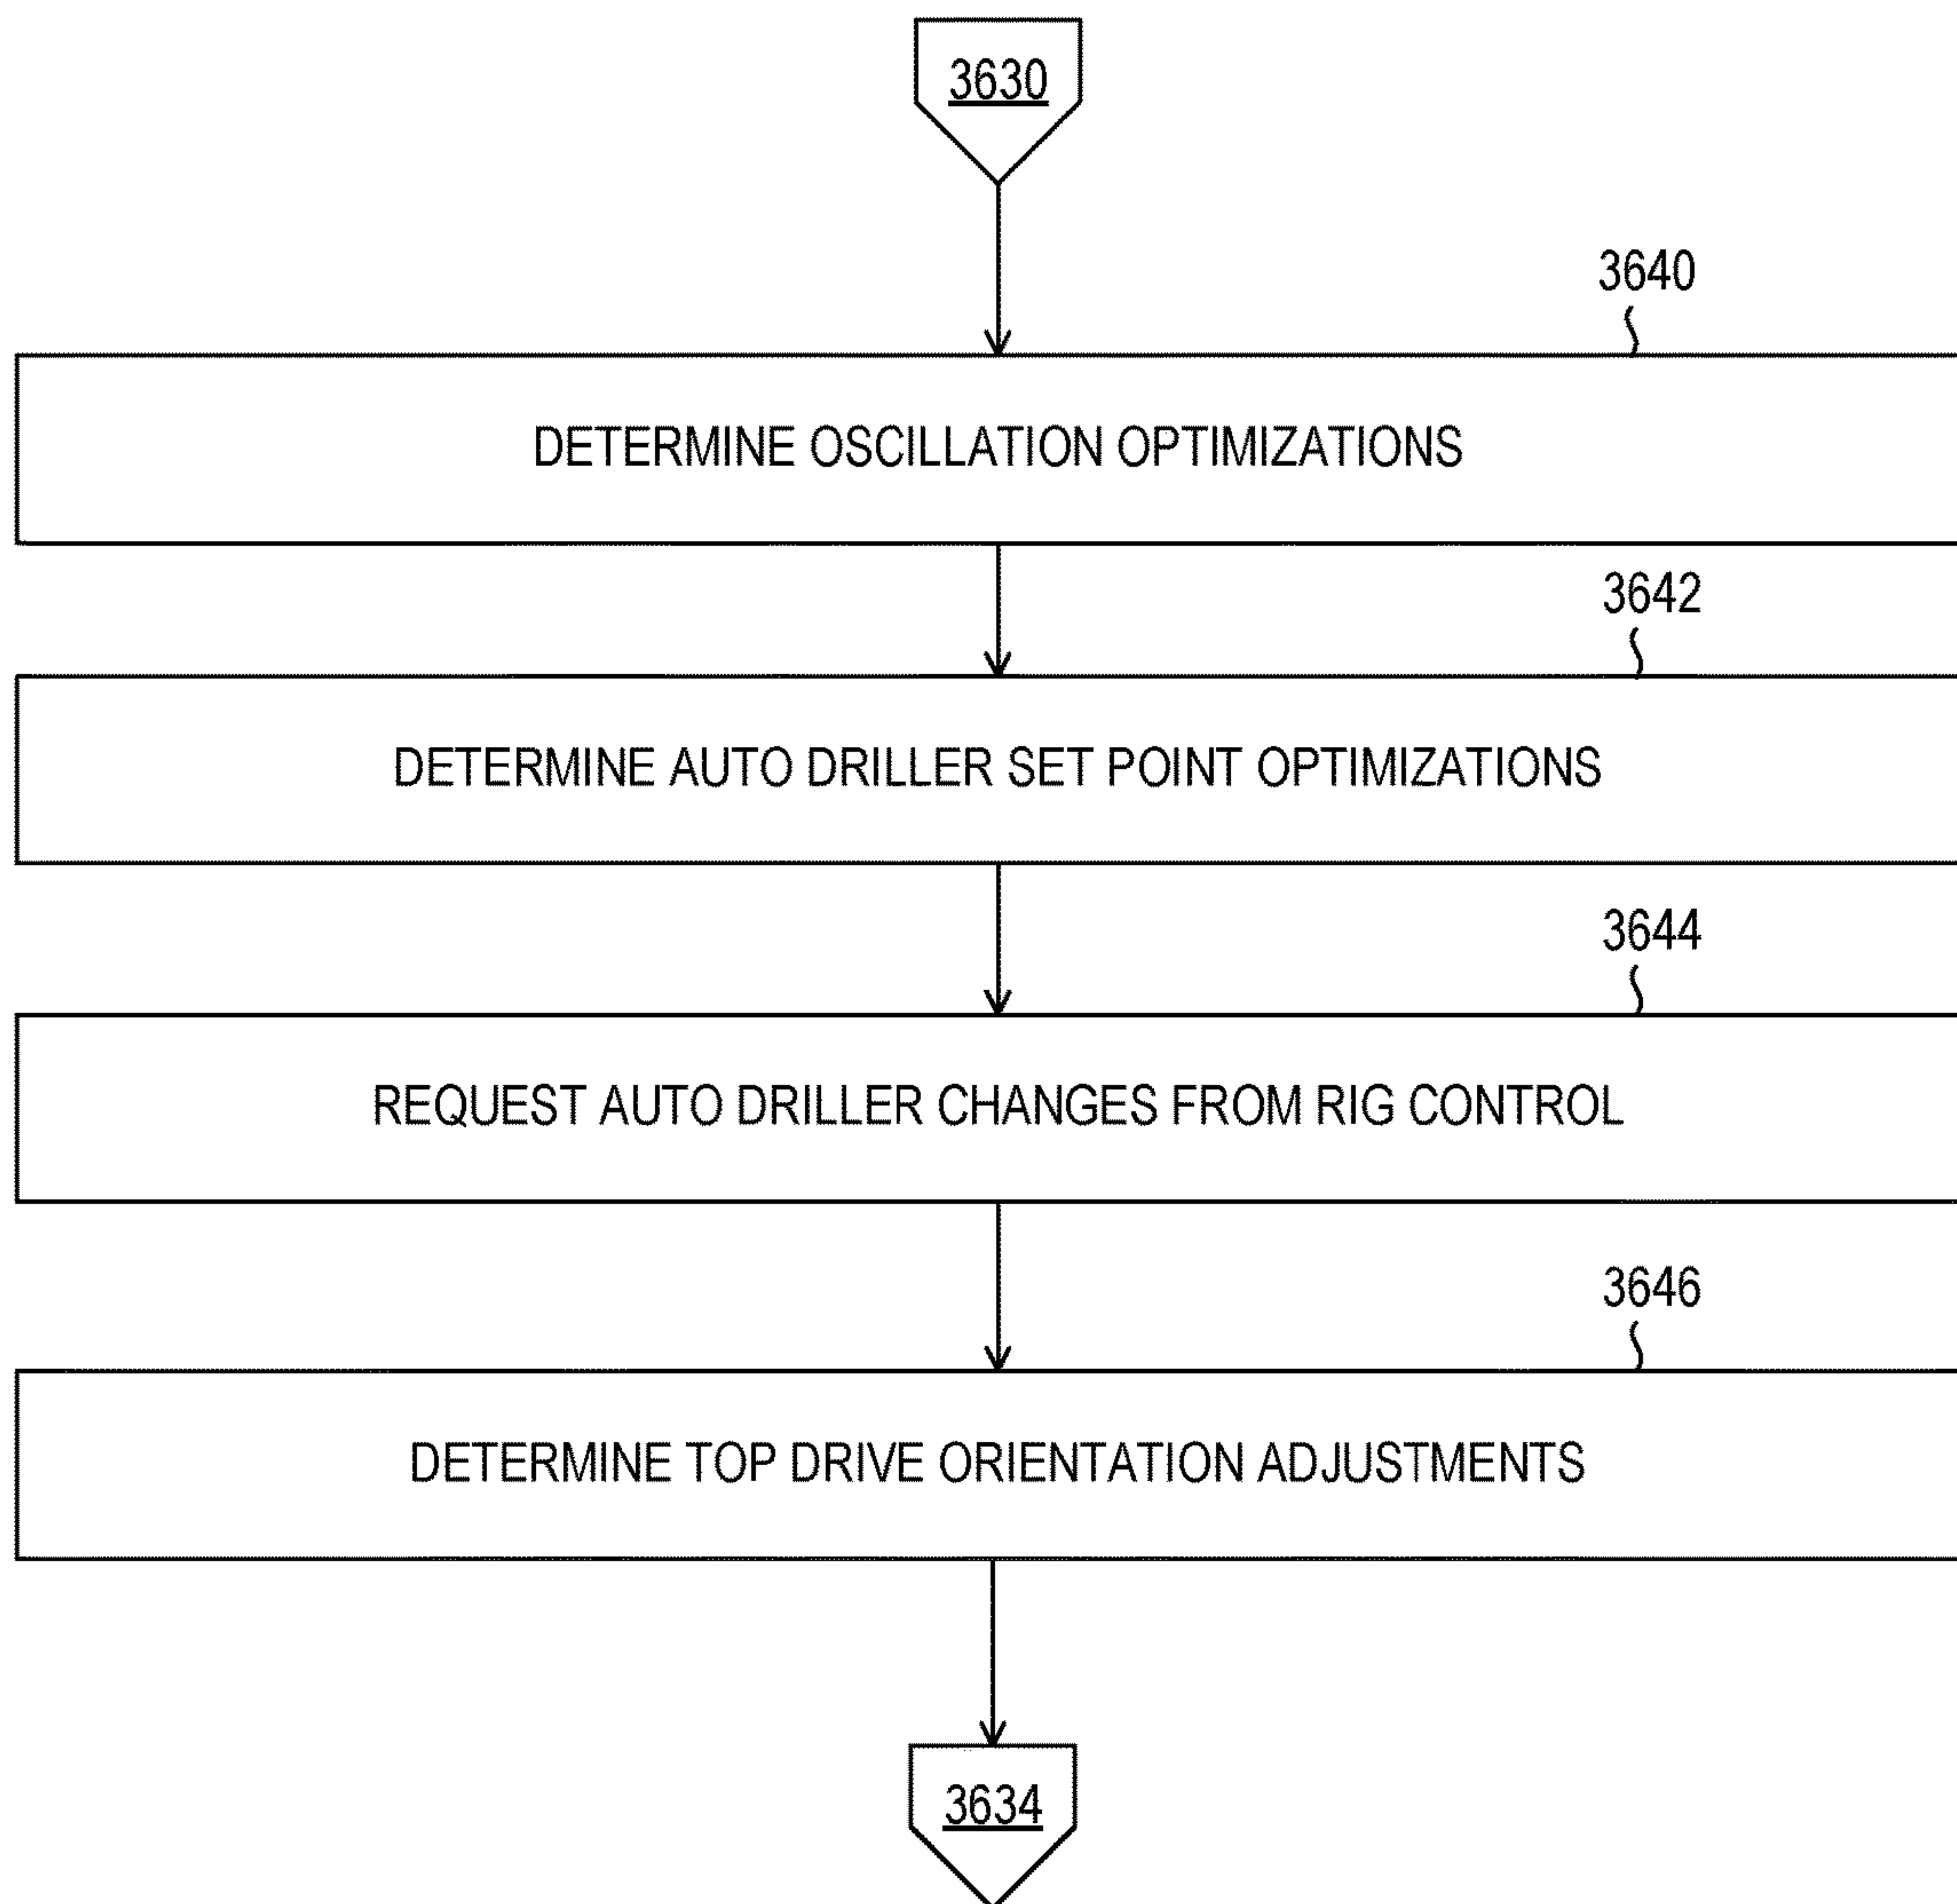 3630
3640
DETERMINE OSCILLATION OPTIMIZATIONS
3642
DETERMINE AUTO DRILLER SET POINT OPTIMIZATIONS
3644
REQUEST AUTO DRILLER CHANGES FROM RIG CONTROL
3646
DETERMINE TOP DRIVE ORIENTATION ADJUSTMENTS
3634